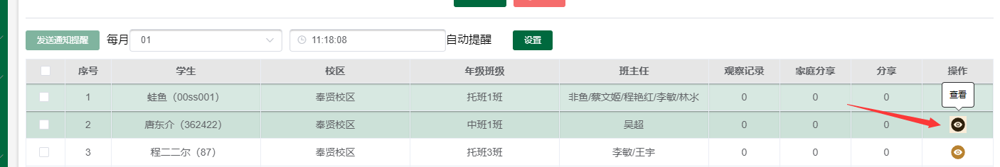 发送通知提醒 每月 01 11:18:08 自动提醒 设置
序号 学生 校区 年级班级 班主任 观察记录 家庭分享 分享 操作
查看
1 蛙鱼（00ss001） 奉贤校区 托班1班 非鱼/蔡文姬/程艳红/李敏/林氺 0 0 0
2 唐东介（362422） 奉贤校区 中班1班 吴超 0 0 0
3 程二二尔（87） 奉贤校区 托班3班 李敏/王宇 0 0 0